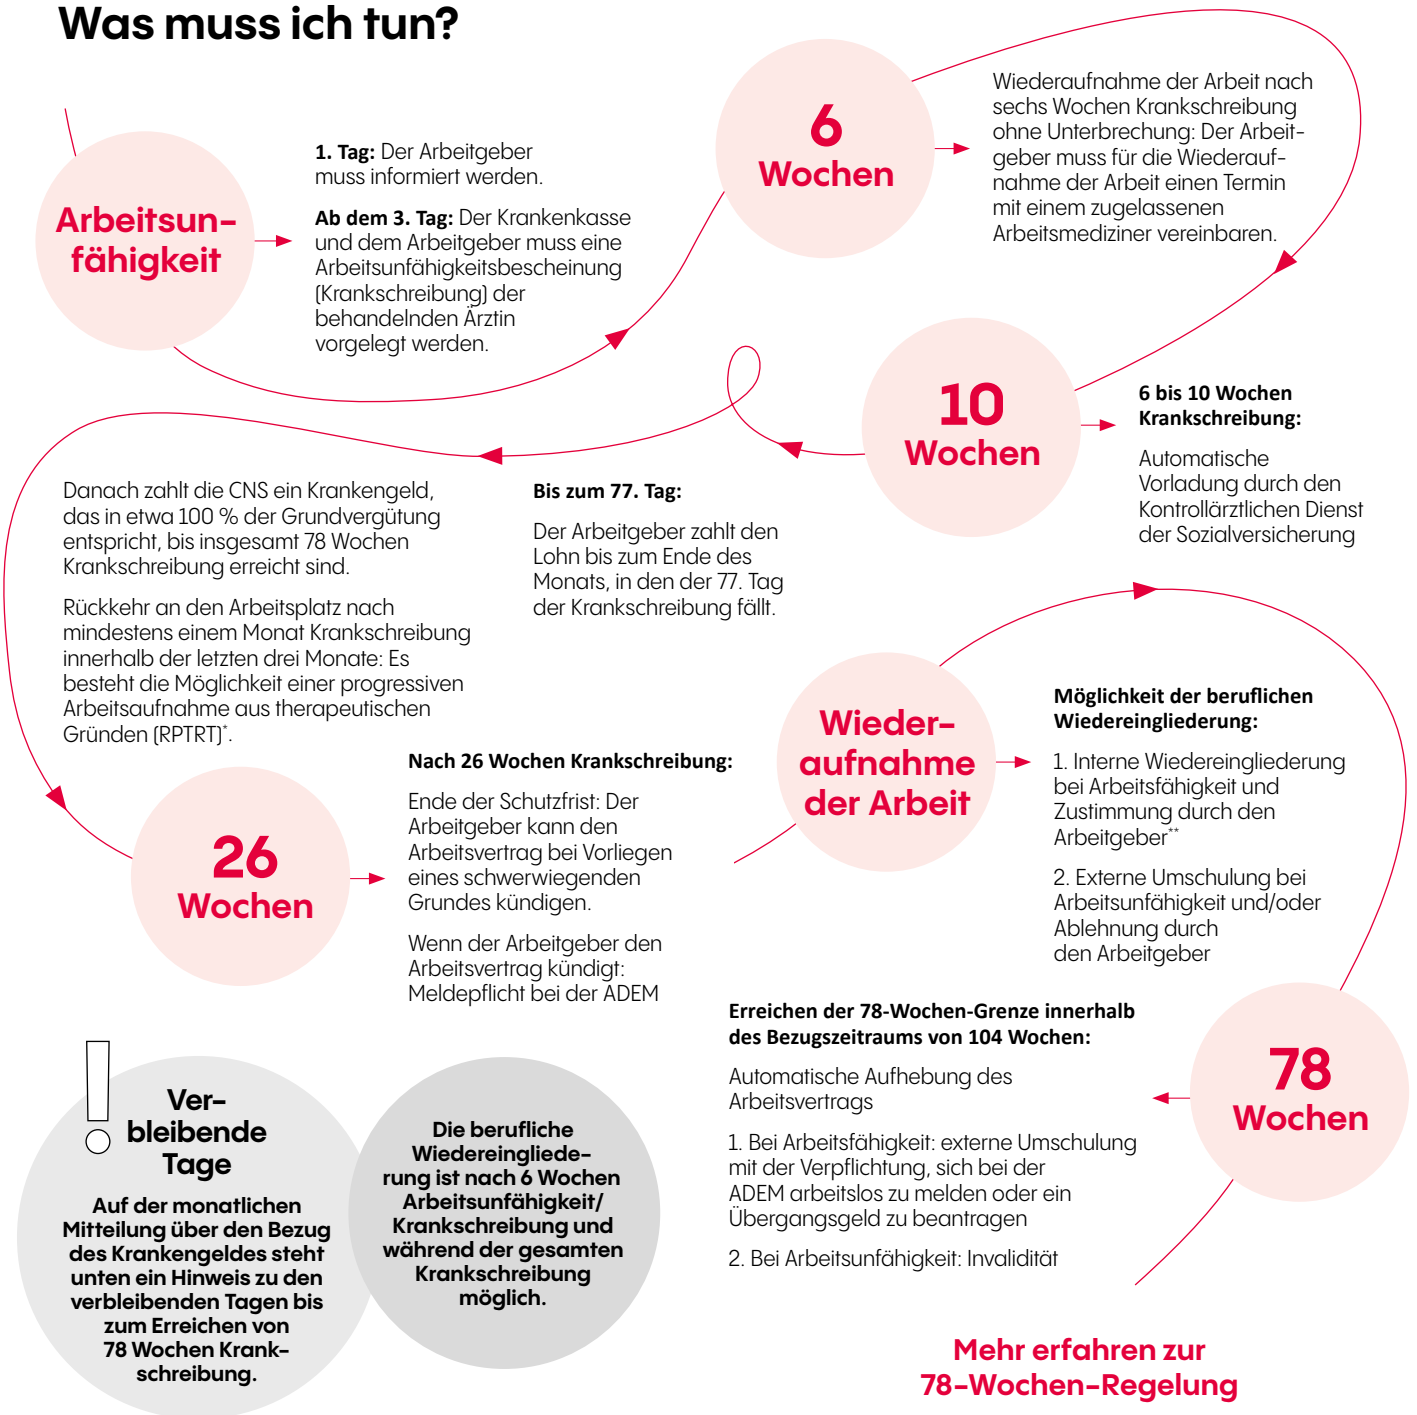 Was muss ich tun?
Arbeitsun-
fähigkeit
1. Tag: Der Arbeitgeber
muss informiert werden.
Ab dem 3. Tag: Der Krankenkasse
und dem Arbeitgeber muss eine
Arbeitsunfähigkeitsbescheinung
(Krankschreibung) der
behandelnden Ärztin
vorgelegt werden.
6
Wochen
Wiederaufnahme der Arbeit nach
sechs Wochen Krankschreibung
ohne Unterbrechung: Der Arbeit-
geber muss für die Wiederauf-
nahme der Arbeit einen Termin
mit einem zugelassenen
Arbeitsmediziner vereinbaren.
10
Wochen
6 bis 10 Wochen
Krankschreibung:
Automatische
Vorladung durch den
Kontrollärztlichen Dienst
der Sozialversicherung
Bis zum 77. Tag:
Der Arbeitgeber zahlt den
Lohn bis zum Ende des
Monats, in den der 77. Tag
der Krankschreibung fällt.
Danach zahlt die CNS ein Krankengeld,
das in etwa 100 % der Grundvergütung
entspricht, bis insgesamt 78 Wochen
Krankschreibung erreicht sind.
Rückkehr an den Arbeitsplatz nach
mindestens einem Monat Krankschreibung
innerhalb der letzten drei Monate: Es
besteht die Möglichkeit einer progressiven
Arbeitsaufnahme aus therapeutischen
Gründen (RPTRT)*.
26
Wochen
Nach 26 Wochen Krankschreibung:
Ende der Schutzfrist: Der
Arbeitgeber kann den
Arbeitsvertrag bei Vorliegen
eines schwerwiegenden
Grundes kündigen.
Wenn der Arbeitgeber den
Arbeitsvertrag kündigt:
Meldepflicht bei der ADEM
Wieder-
aufnahme
der Arbeit
Möglichkeit der beruflichen
Wiedereingliederung:
1. Interne Wiedereingliederung
bei Arbeitsfähigkeit und
Zustimmung durch den
Arbeitgeber**
2. Externe Umschulung bei
Arbeitsunfähigkeit und/oder
Ablehnung durch
den Arbeitgeber
78
Wochen
Erreichen der 78-Wochen-Grenze innerhalb
des Bezugszeitraums von 104 Wochen:
Automatische Aufhebung des
Arbeitsvertrags
1. Bei Arbeitsfähigkeit: externe Umschulung
mit der Verpflichtung, sich bei der
ADEM arbeitslos zu melden oder ein
Übergangsgeld zu beantragen
2. Bei Arbeitsunfähigkeit: Invalidität
!
Ver-
bleibende
Tage
Auf der monatlichen
Mitteilung über den Bezug
des Krankengeldes steht
unten ein Hinweis zu den
verbleibenden Tagen bis
zum Erreichen von
78 Wochen Krank-
schreibung.
Die berufliche
Wiedereingliede-
rung ist nach 6 Wochen
Arbeitsunfähigkeit/
Krankschreibung und
während der gesamten
Krankschreibung
möglich.
Mehr erfahren zur
78-Wochen-Regelung